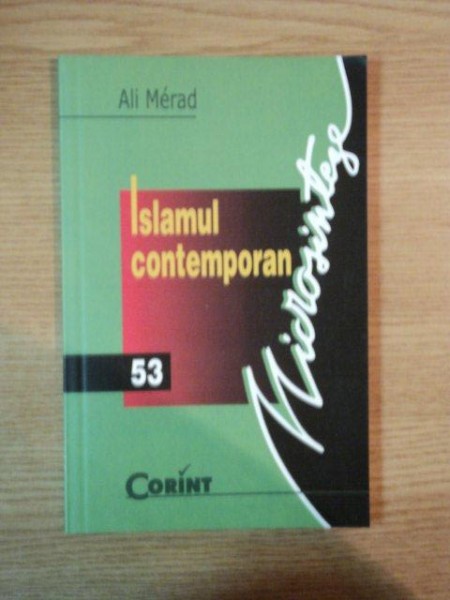 Ali Mérad
Islamul
contemporan
Microsinteze
53
CORINT